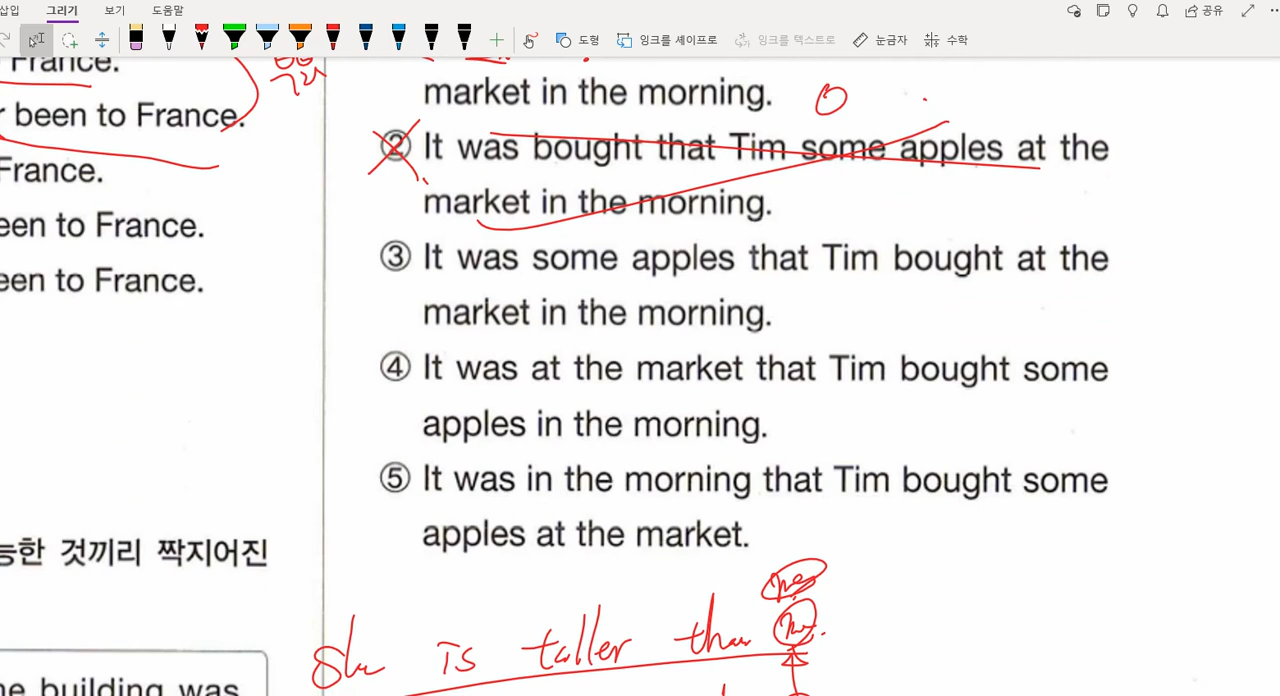 삽입 그리기 보기 도움말 공유
도형 잉크를 셰이프로 잉크를 텍스트로 눈금자 수학
France.
been to France.
France.
een to France.
een to France.
능한 것끼리 짝지어진
he building was
market in the morning.
② It was bought that Tim some apples at the
market in the morning.
③ It was some apples that Tim bought at the
market in the morning.
④ It was at the market that Tim bought some
apples in the morning.
⑤ It was in the morning that Tim bought some
apples at the market.
She is taller than